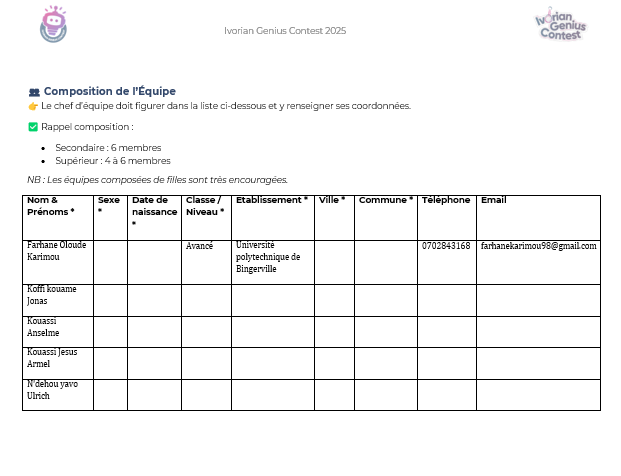 Ivorian Genius Contest 2025
Ivorian
Genius
Contest
👥 Composition de l'Équipe
👉 Le chef d'équipe doit figurer dans la liste ci-dessous et y renseigner ses coordonnées.
✅ Rappel composition :
• Secondaire : 6 membres
• Supérieur : 4 à 6 membres
NB : Les équipes composées de filles sont très encouragées.
Nom & Prénoms * Sexe * Date de naissance * Classe / Niveau * Etablissement * Ville * Commune * Téléphone Email
Farhane Oloude Karimou Avancé Université polytechnique de Bingerville 0702843168 farhanekarimou98@gmail.com
Koffi kouame Jonas
Kouassi Anselme
Kouassi Jesus Armel
N'dehou yavo Ulrich